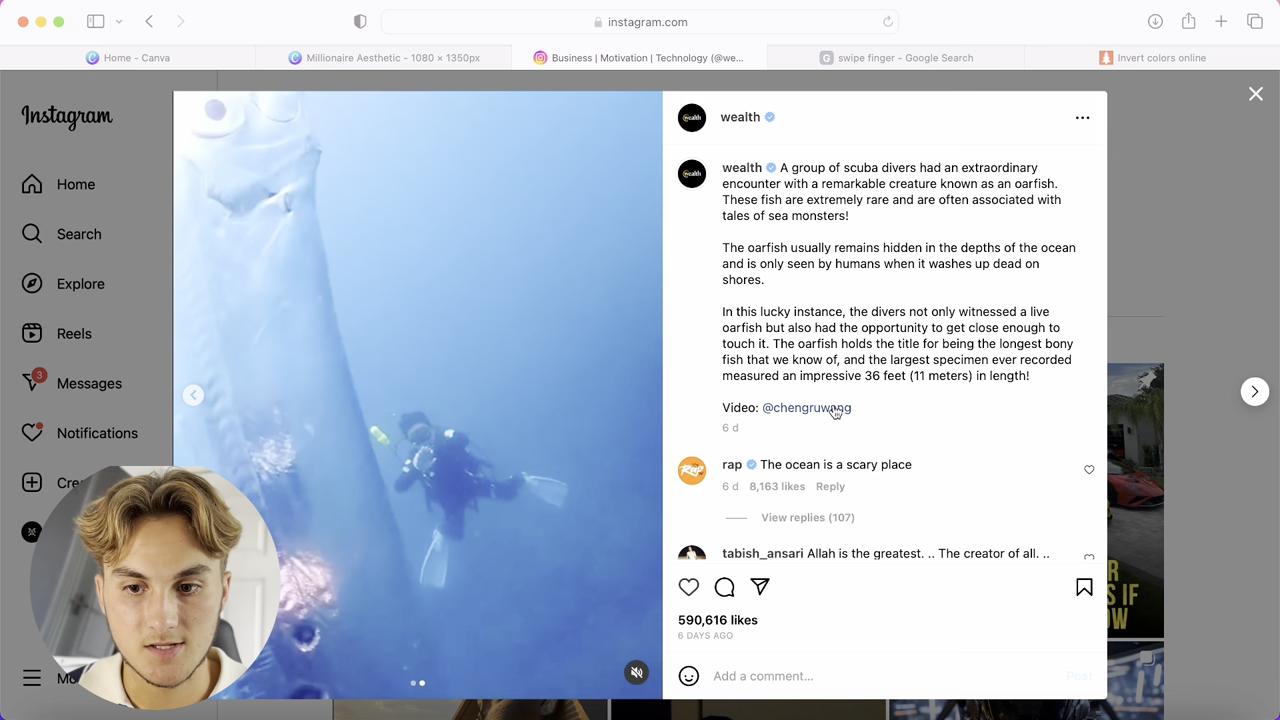 instagram.com
Home - Canva
Millionaire Aesthetic - 1080 × 1350px
Business | Motivation | Technology (@we...
swipe finger - Google Search
Invert colors online
Instagram
Home
Search
Explore
Reels
3
Messages
Notifications
wealth
wealth A group of scuba divers had an extraordinary
encounter with a remarkable creature known as an oarfish.
These fish are extremely rare and are often associated with
tales of sea monsters!
The oarfish usually remains hidden in the depths of the ocean
and is only seen by humans when it washes up dead on
shores.
In this lucky instance, the divers not only witnessed a live
oarfish but also had the opportunity to get close enough to
touch it. The oarfish holds the title for being the longest bony
fish that we know of, and the largest specimen ever recorded
measured an impressive 36 feet (11 meters) in length!
Video:
6 d
rap The ocean is a scary place
6 d 8,163 likes Reply
View replies (107)
tabish_ansari Allah is the greatest. .. The creator of all. ..
590,616 likes
6 DAYS AGO
Add a comment...
Post